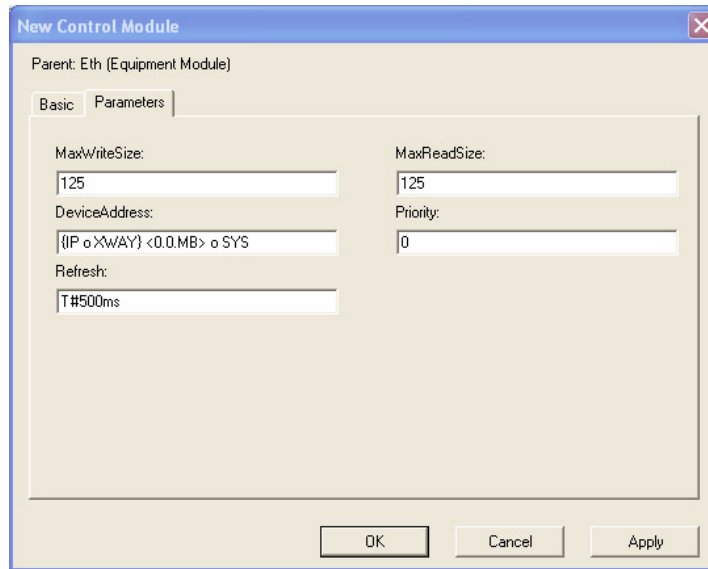 New Control Module
Parent: Eth (Equipment Module)
Basic Parameters
MaxWriteSize: MaxReadSize:
125 125
DeviceAddress: Priority:
{IP o XWAY} <0.0.MB> o SYS 0
Refresh:
T#500ms
OK Cancel Apply